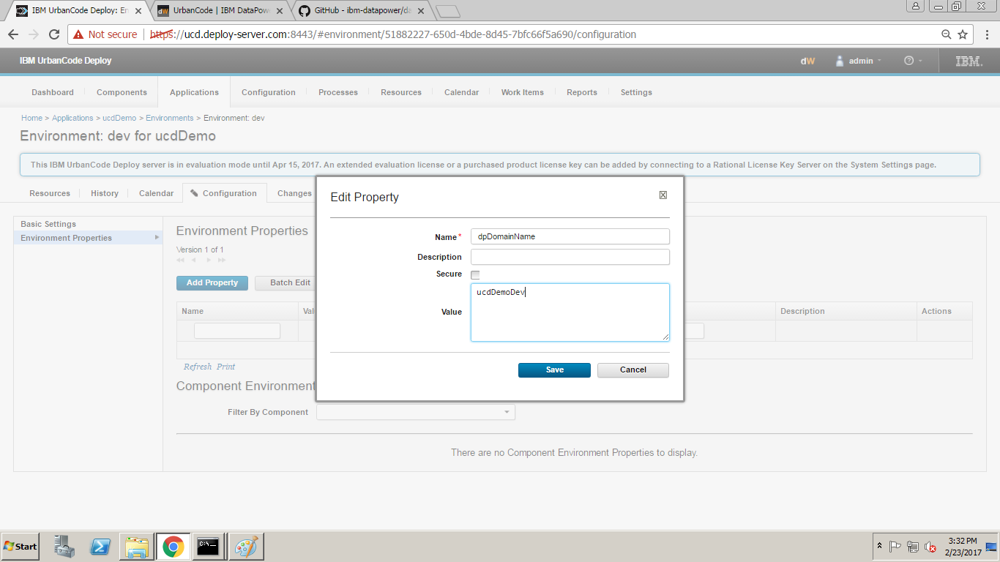 IBM UrbanCode Deploy: En
UrbanCode | IBM DataPow
GitHub - ibm-datapower/da
Not secure https://ucd.deploy-server.com:8443/#environment/51882227-650d-4bde-8d45-7bfc66f5a690/configuration
IBM UrbanCode Deploy
dW
admin
IBM.
Dashboard Components Applications Configuration Processes Resources Calendar Work Items Reports Settings
Home > Applications > ucdDemo > Environments > Environment: dev
Environment: dev for ucdDemo
This IBM UrbanCode Deploy server is in evaluation mode until Apr 15, 2017. An extended evaluation license or a purchased product license key can be added by connecting to a Rational License Key Server on the System Settings page.
Resources History Calendar Configuration Changes
Basic Settings
Environment Properties
Environment Properties
Version 1 of 1
Add Property Batch Edit
Name Val Description Actions
Refresh Print
Component Environment
Filter By Component
There are no Component Environment Properties to display.
Edit Property
Name * dpDomainName
Description
Secure
Value ucdDemoDev
Save Cancel
Start
C:\
3:32 PM
2/23/2017